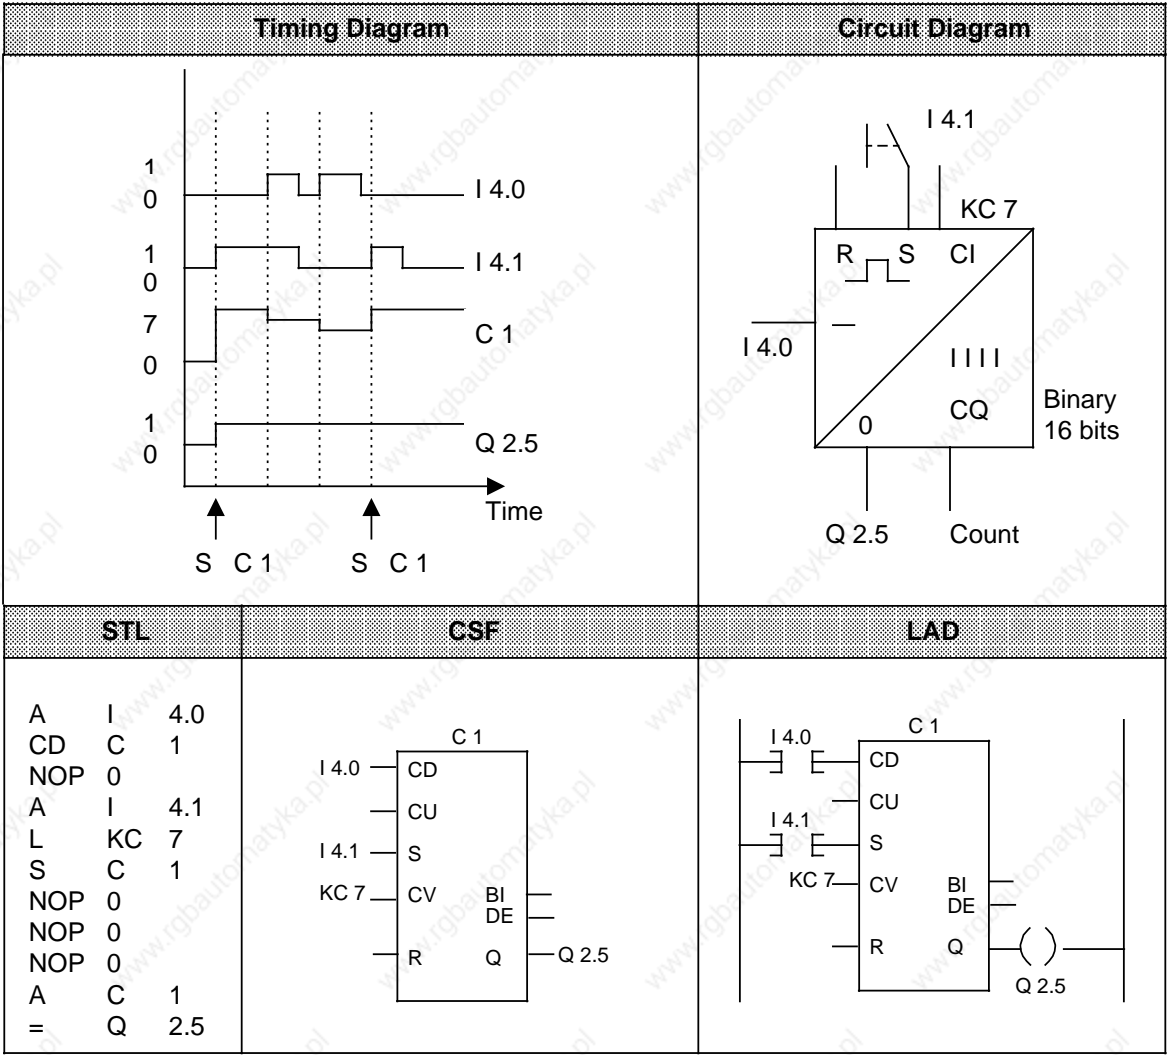 Timing Diagram
Circuit Diagram
1
0
I 4.0
1
0
I 4.1
7
0
C 1
1
0
Q 2.5
Time
S C 1
S C 1
I 4.1
KC 7
R S CI
I 4.0
I I I I
CQ
0
Binary
16 bits
Q 2.5
Count
STL
CSF
LAD
A I 4.0
CD C 1
NOP 0
A I 4.1
L KC 7
S C 1
NOP 0
NOP 0
NOP 0
A C 1
= Q 2.5
C 1
I 4.0 CD
CU
I 4.1 S
KC 7 CV BI
DE
R Q Q 2.5
C 1
I 4.0
CD
CU
I 4.1
S
KC 7 CV BI
DE
R Q
Q 2.5
www.rgbautomatyka.pl